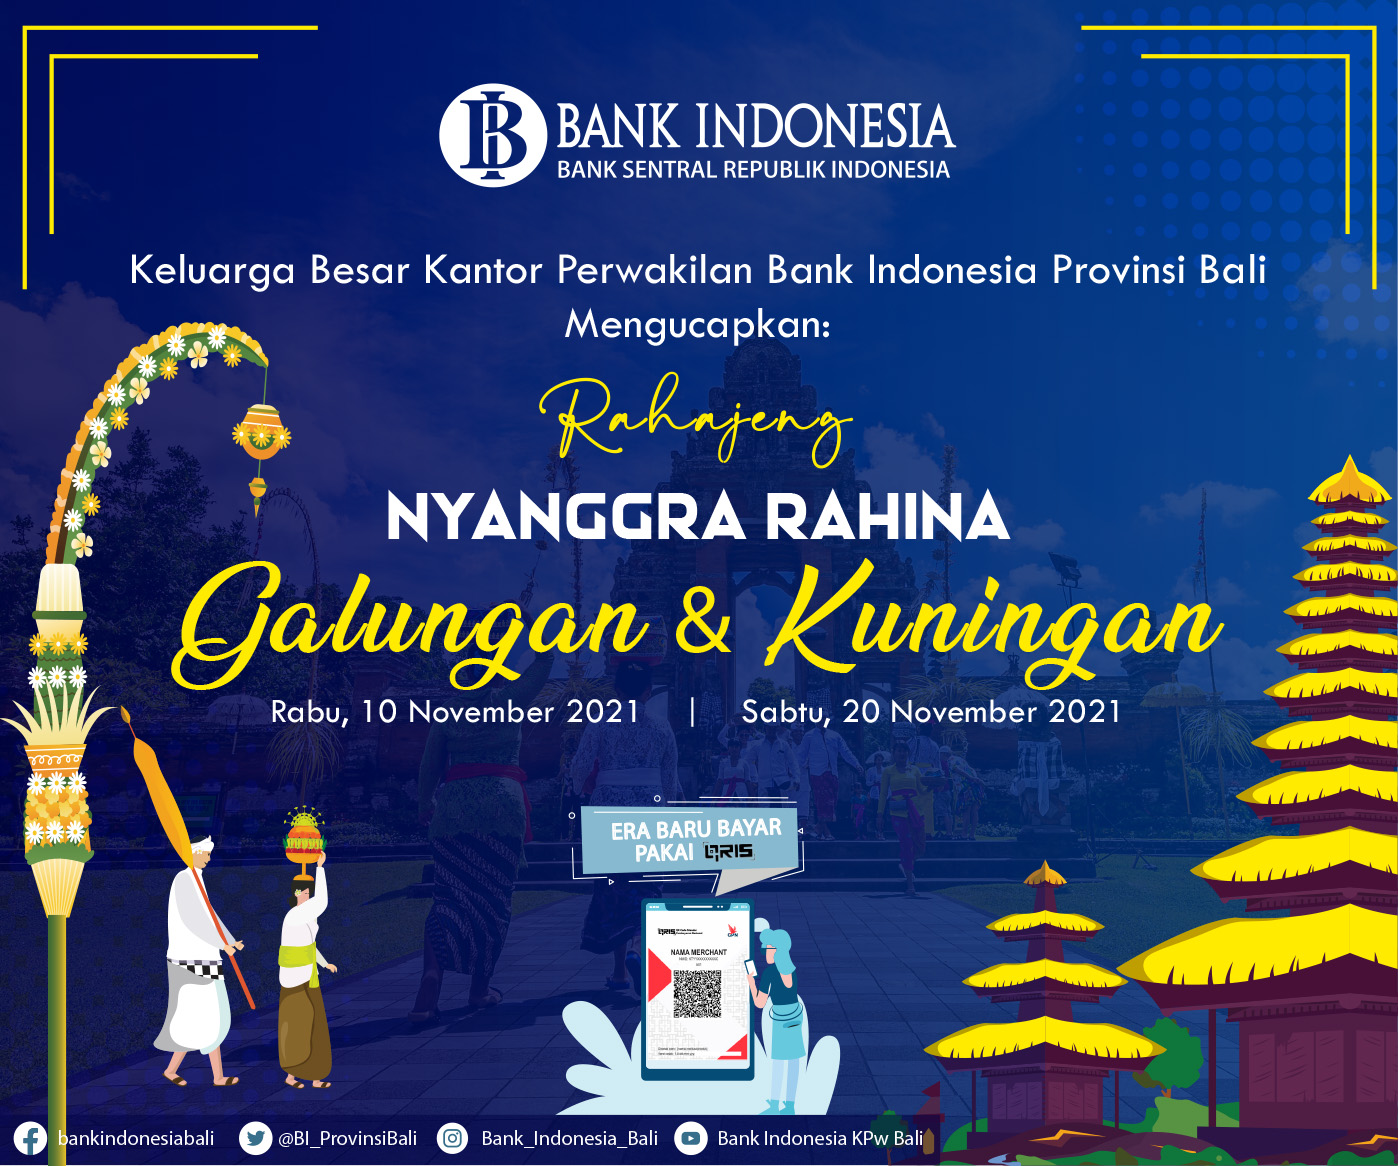 BANK INDONESIA
BANK SENTRAL REPUBLIK INDONESIA
Keluarga Besar Kantor Perwakilan Bank Indonesia Provinsi Bali
Mengucapkan:
Rahajeng
NYANGGRA RAHINA
Galungan & Kuningan
Rabu, 10 November 2021 | Sabtu, 20 November 2021
ERA BARU BAYAR
PAKAI QRIS
QRIS
GPN
NAMA MERCHANT
bankindonesiabali @BI_ProvinsiBali Bank_Indonesia_Bali Bank Indonesia KPw Bali